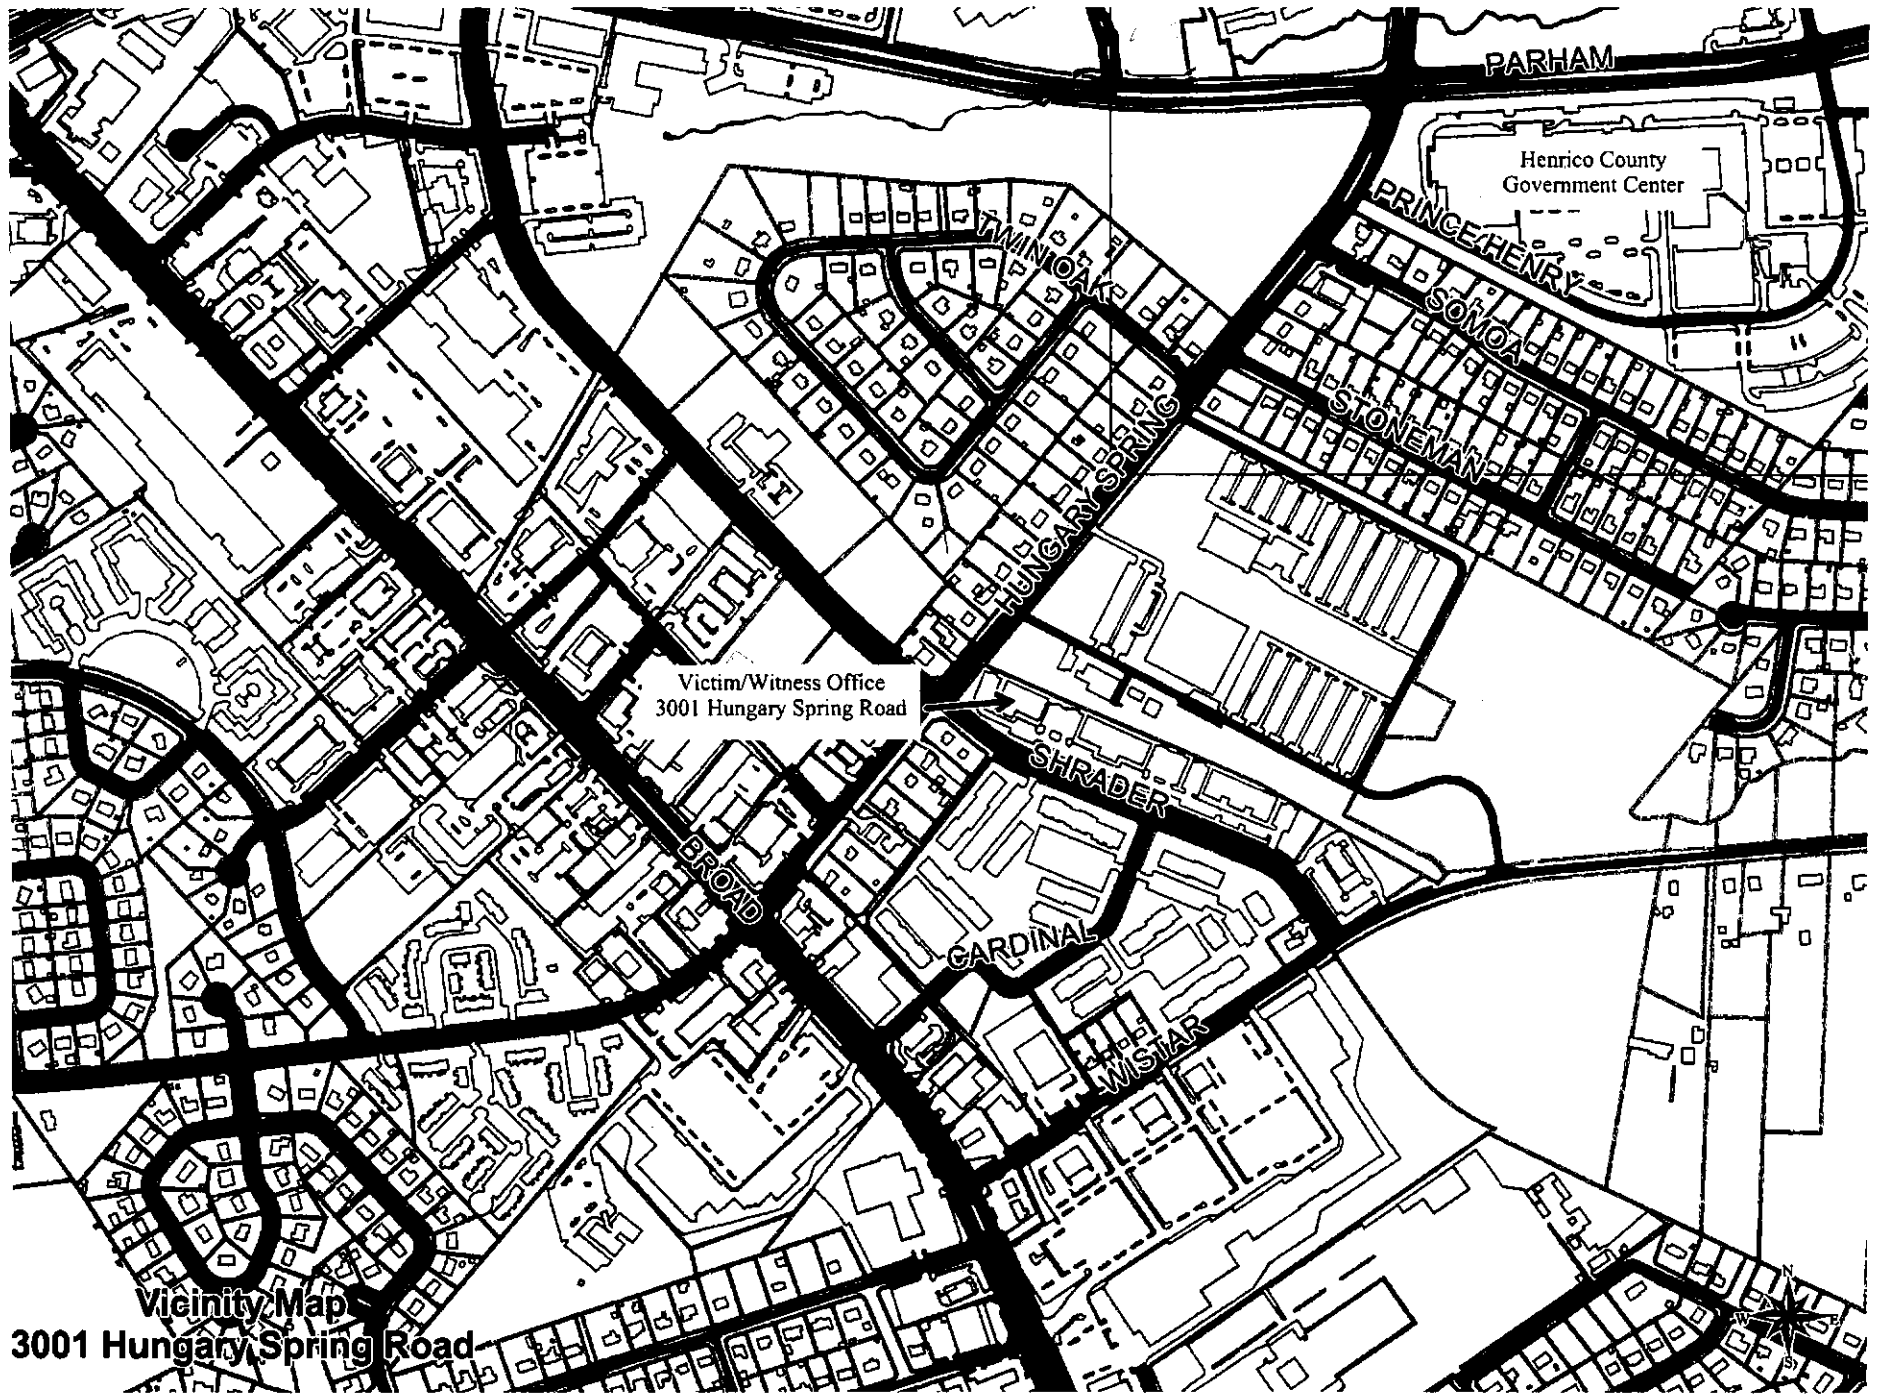 PARHAM
Henrico County
Government Center
PRINCE HENRY
TWIN OAK
SOMOA
STONEMAN
HUNGARY SPRING
Victim/Witness Office
3001 Hungary Spring Road
SHRADER
BROAD
CARDINAL
WISTAR
N
W
E
S
Vicinity Map
3001 Hungary Spring Road